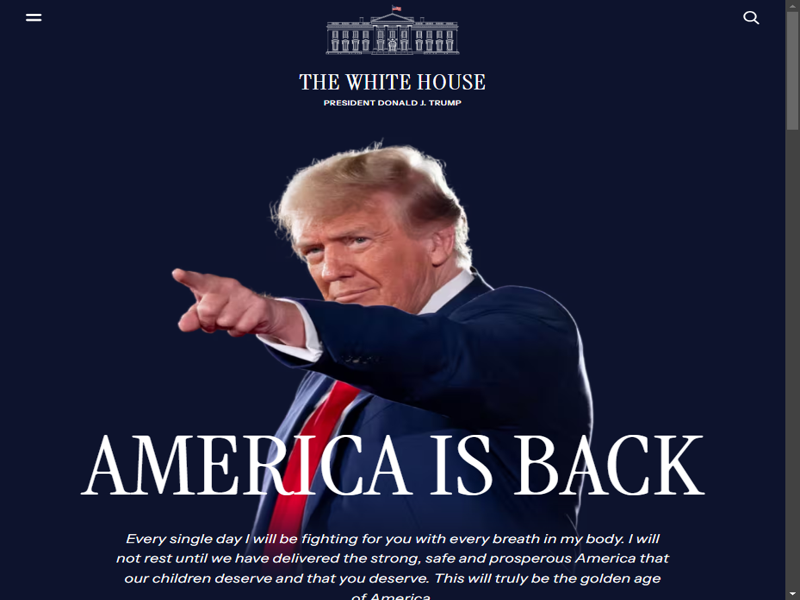 THE WHITE HOUSE
PRESIDENT DONALD J. TRUMP
AMERICA IS BACK
Every single day I will be fighting for you with every breath in my body. I will
not rest until we have delivered the strong, safe and prosperous America that
our children deserve and that you deserve. This will truly be the golden age
of America.